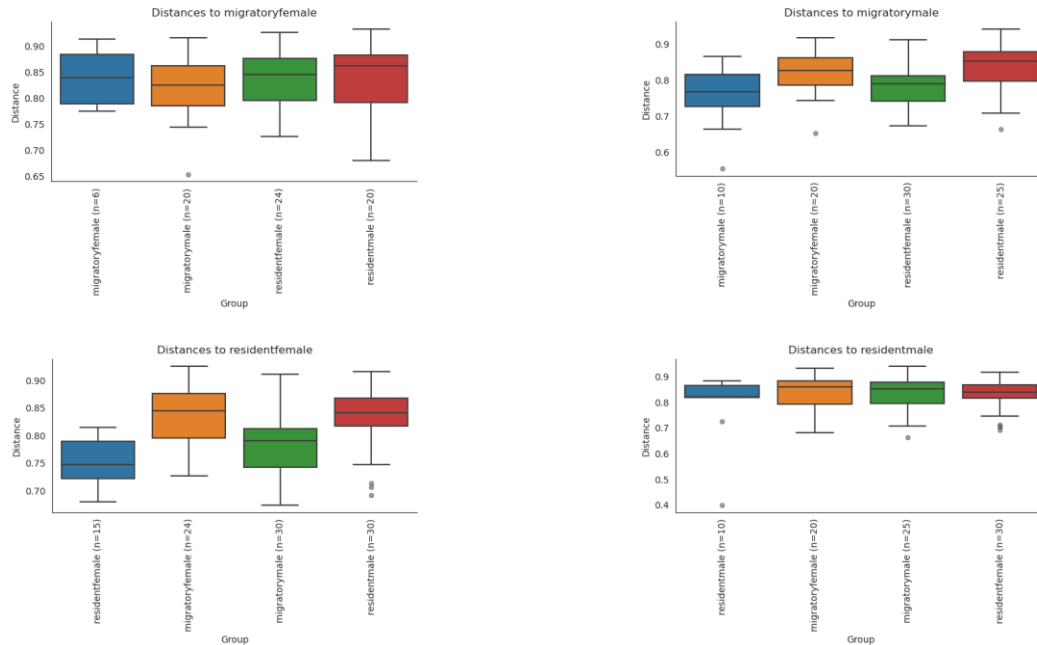 Distances to migratoryfemale
0.90
0.85
0.80
0.75
0.70
0.65
Distance
migratoryfemale (n=6)
migratorymale (n=20)
residentfemale (n=24)
residentmale (n=20)
Group
Distances to migratorymale
0.9
0.8
0.7
0.6
Distance
migratorymale (n=10)
migratoryfemale (n=20)
residentfemale (n=30)
residentmale (n=25)
Group
Distances to residentfemale
0.90
0.85
0.80
0.75
0.70
Distance
residentfemale (n=15)
migratoryfemale (n=24)
migratorymale (n=30)
residentmale (n=30)
Group
Distances to residentmale
0.9
0.8
0.7
0.6
0.5
0.4
Distance
residentmale (n=10)
migratoryfemale (n=20)
migratorymale (n=25)
residentfemale (n=30)
Group